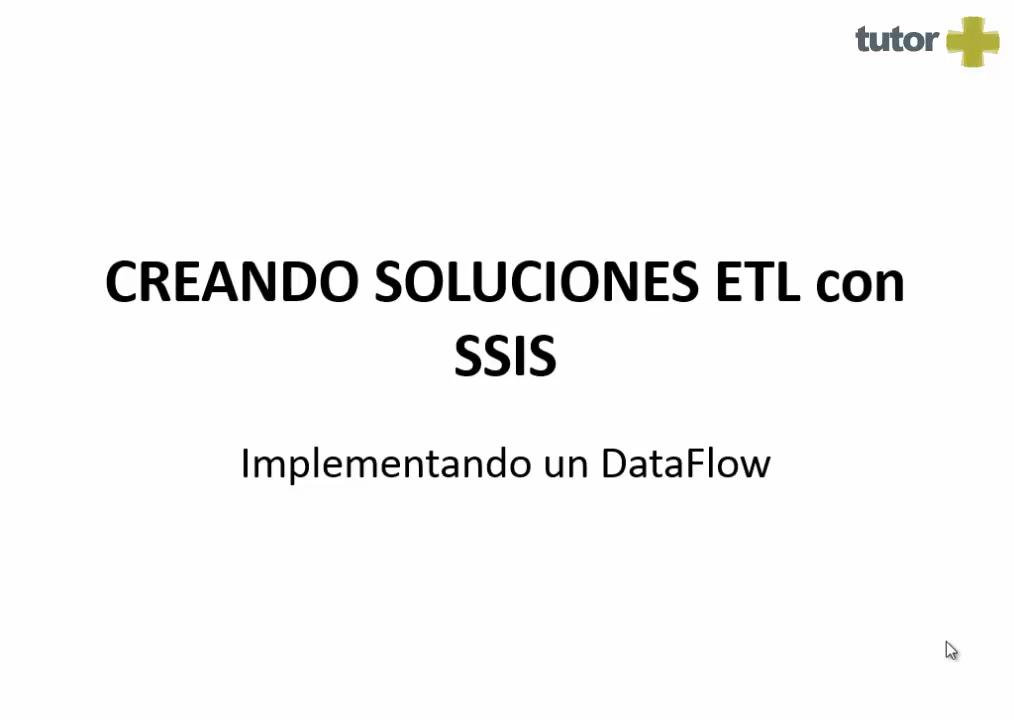 tutor
CREANDO SOLUCIONES ETL con
SSIS
Implementando un DataFlow